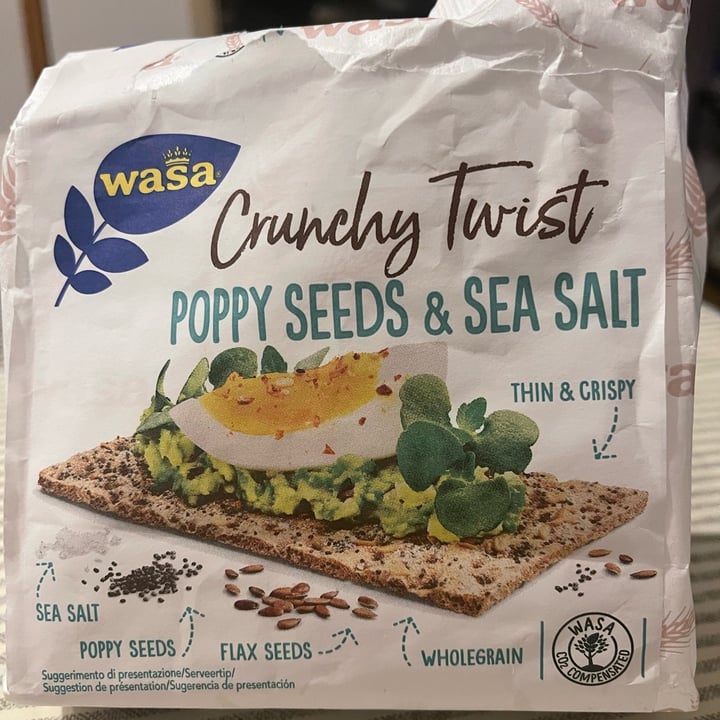 wasa
wasa
Crunchy Twist
POPPY SEEDS & SEA SALT
THIN & CRISPY
SEA SALT
POPPY SEEDS
FLAX SEEDS
WHOLEGRAIN
WASA
CO2 COMPENSATED
Suggerimento di presentazione/Serveertip/
Suggestion de présentation/Sugerencia de presentación